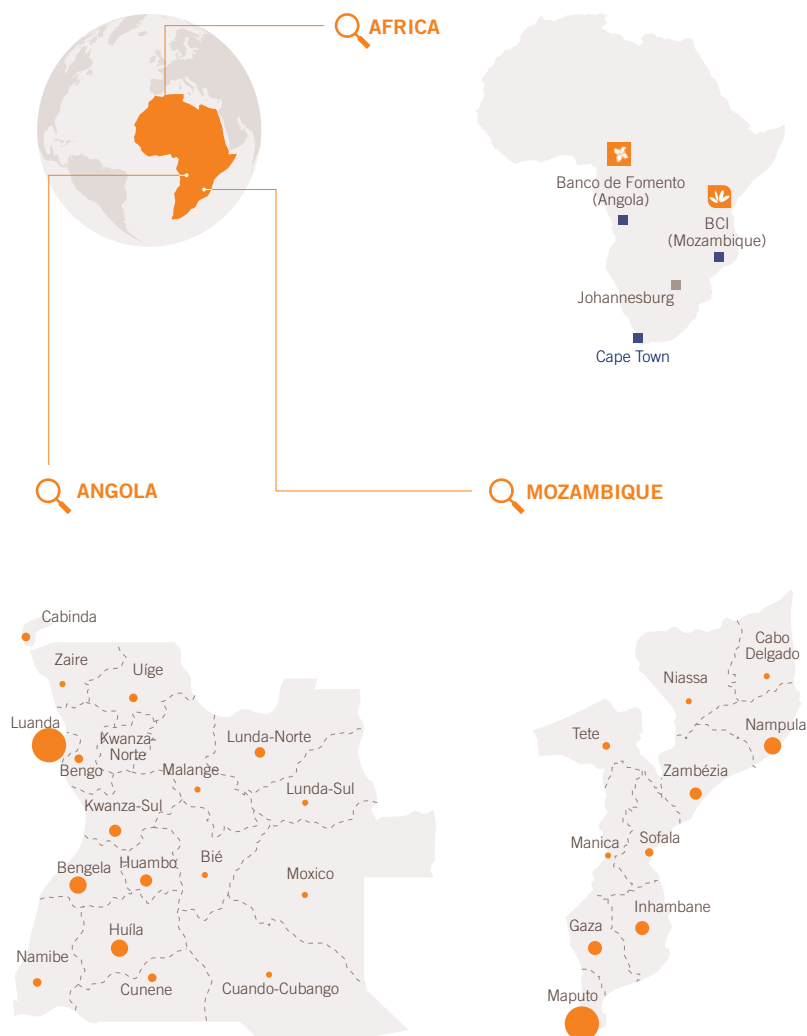 AFRICA
Banco de Fomento
(Angola)
BCI
(Mozambique)
Johannesburg
Cape Town
ANGOLA
MOZAMBIQUE
Cabinda
Zaire
Uíge
Luanda
Bengo
Kwanza-
Norte
Lunda-Norte
Malange
Lunda-Sul
Kwanza-Sul
Bengela
Huambo
Bié
Moxico
Huíla
Namibe
Cunene
Cuando-Cubango
Cabo
Delgado
Niassa
Nampula
Tete
Zambézia
Manica
Sofala
Inhambane
Gaza
Maputo